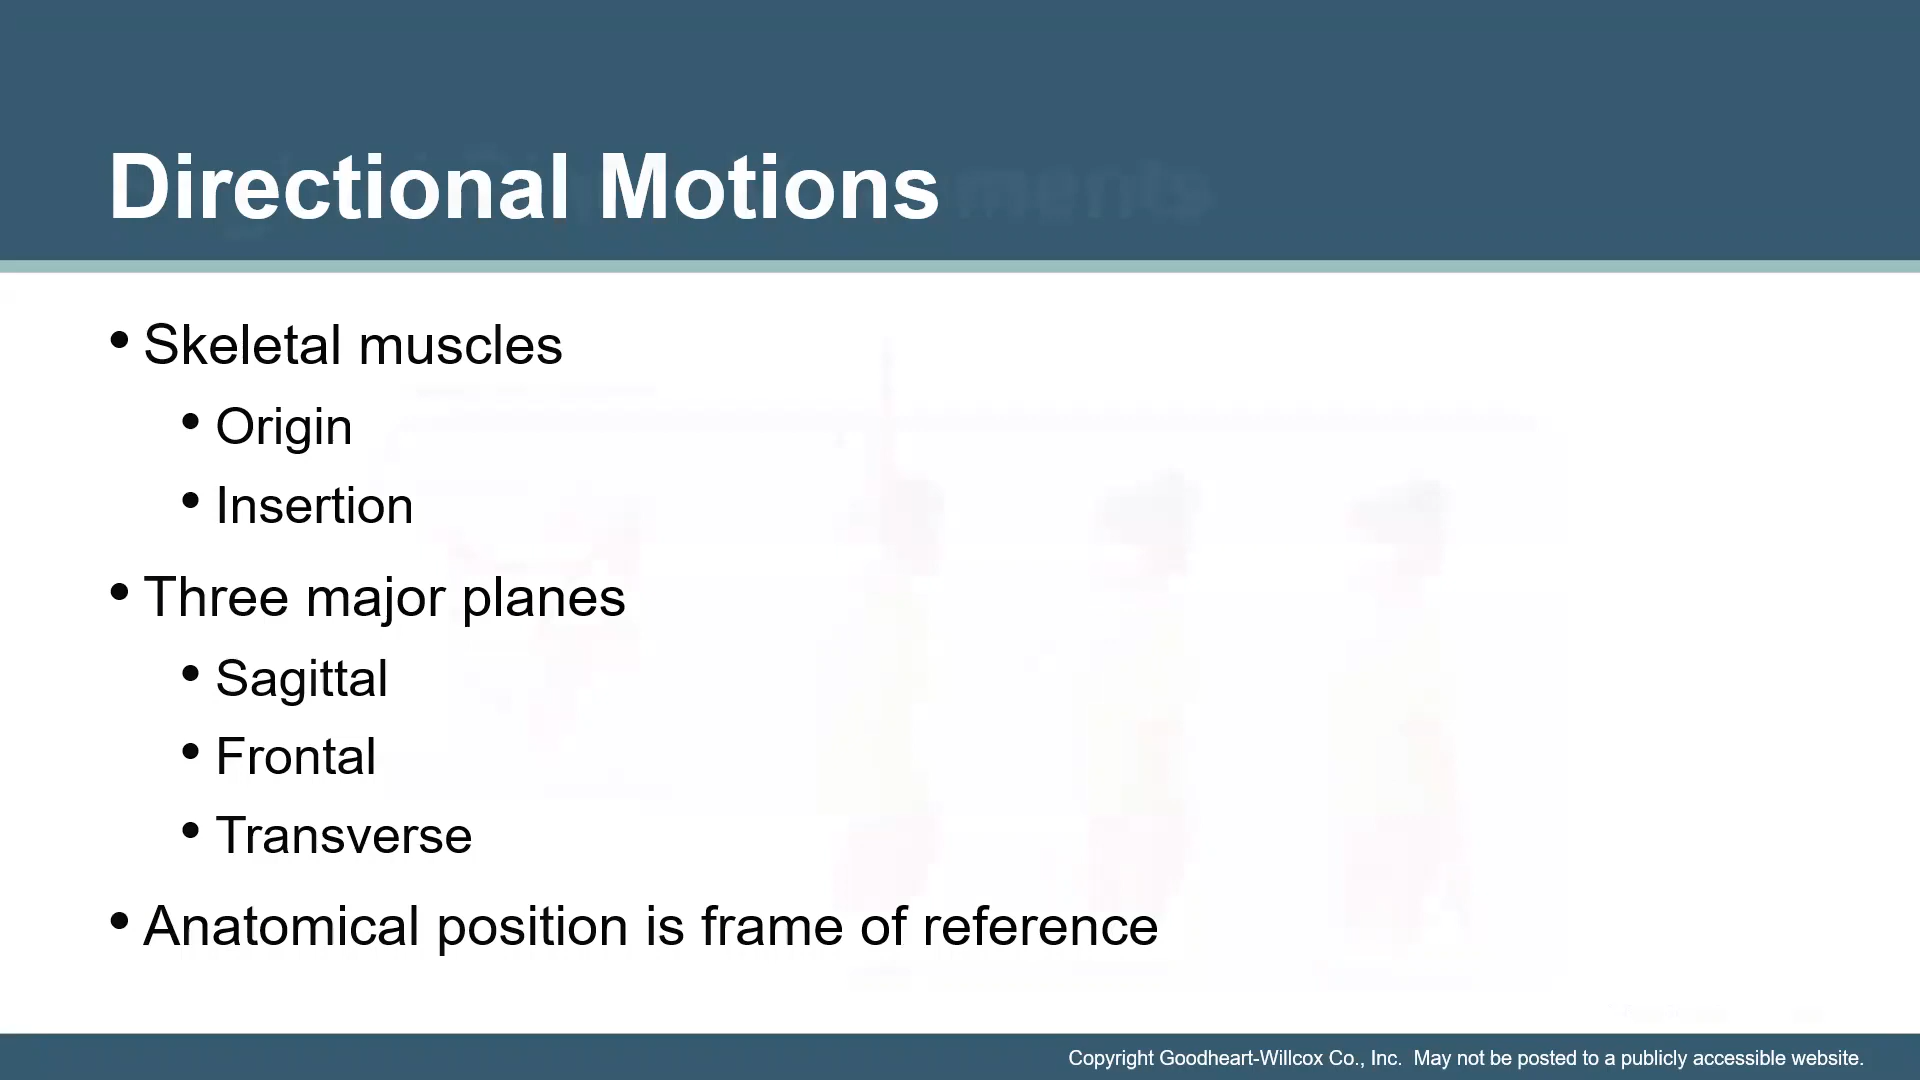 Directional Motions
• Skeletal muscles
• Origin
• Insertion
• Three major planes
• Sagittal
• Frontal
• Transverse
• Anatomical position is frame of reference
Copyright Goodheart-Willcox Co., Inc.  May not be posted to a publicly accessible website.